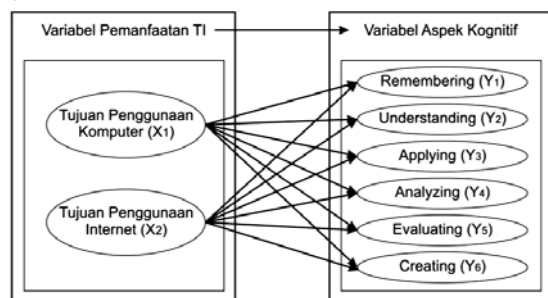 Variabel Pemanfaatan TI
Variabel Aspek Kognitif
Tujuan Penggunaan
Komputer (X1)
Tujuan Penggunaan
Internet (X2)
Remembering (Y1)
Understanding (Y2)
Applying (Y3)
Analyzing (Y4)
Evaluating (Y5)
Creating (Y6)